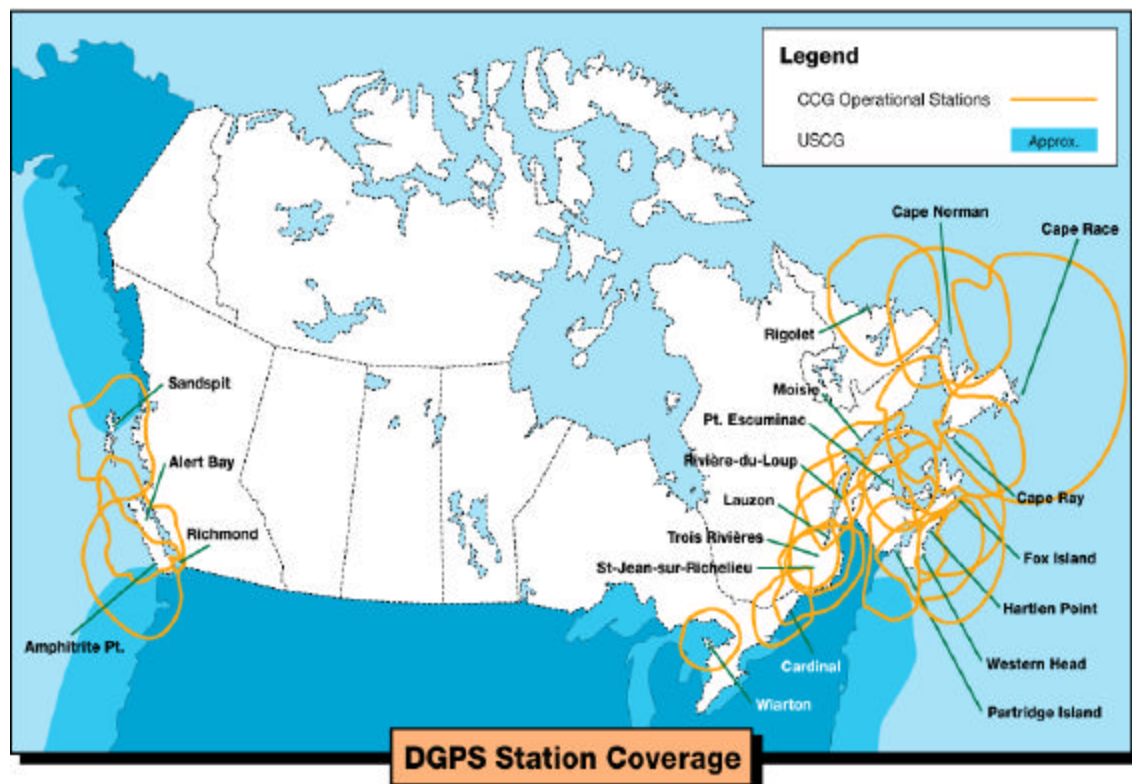 Legend
CCG Operational Stations
USCG
Approx.
Cape Norman
Cape Race
Rigolet
Sandspit
Moisie
Pt. Escuminac
Alert Bay
Rivière-du-Loup
Lauzon
Cape Ray
Richmond
Trois Rivières
Fox Island
St-Jean-sur-Richelieu
Hartlen Point
Amphitrite Pt.
Cardinal
Western Head
Wiarton
Partridge Island
DGPS Station Coverage